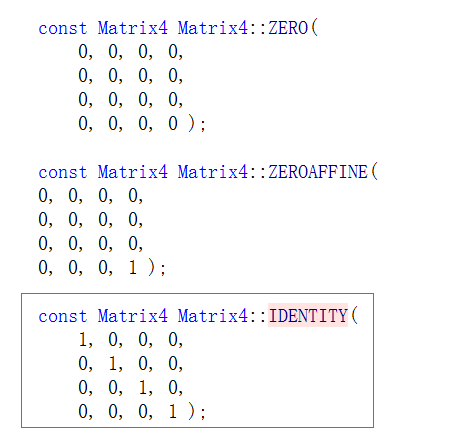 const Matrix4 Matrix4::ZERO(
0, 0, 0, 0,
0, 0, 0, 0,
0, 0, 0, 0,
0, 0, 0, 0 );
const Matrix4 Matrix4::ZEROAFFINE(
0, 0, 0, 0,
0, 0, 0, 0,
0, 0, 0, 0,
0, 0, 0, 1 );
const Matrix4 Matrix4::IDENTITY(
1, 0, 0, 0,
0, 1, 0, 0,
0, 0, 1, 0,
0, 0, 0, 1 );